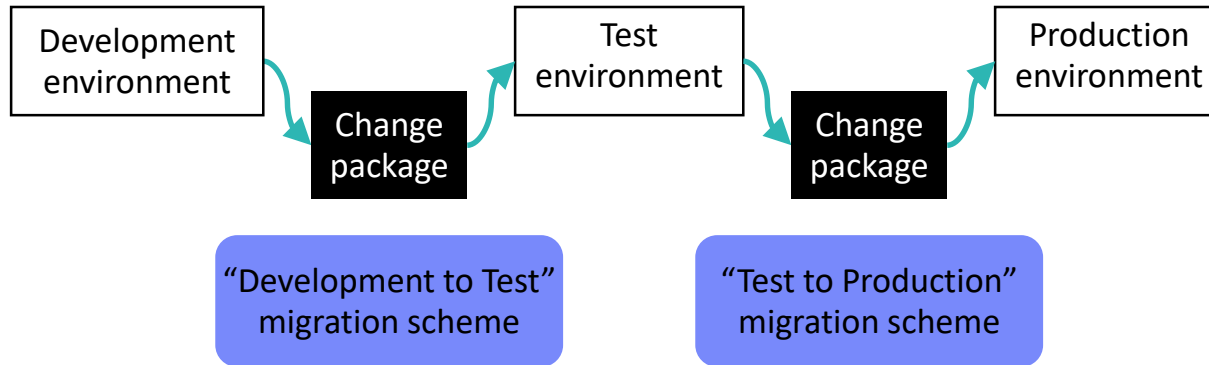 Development
environment
Test
environment
Production
environment
Change
package
Change
package
“Development to Test”
migration scheme
“Test to Production”
migration scheme